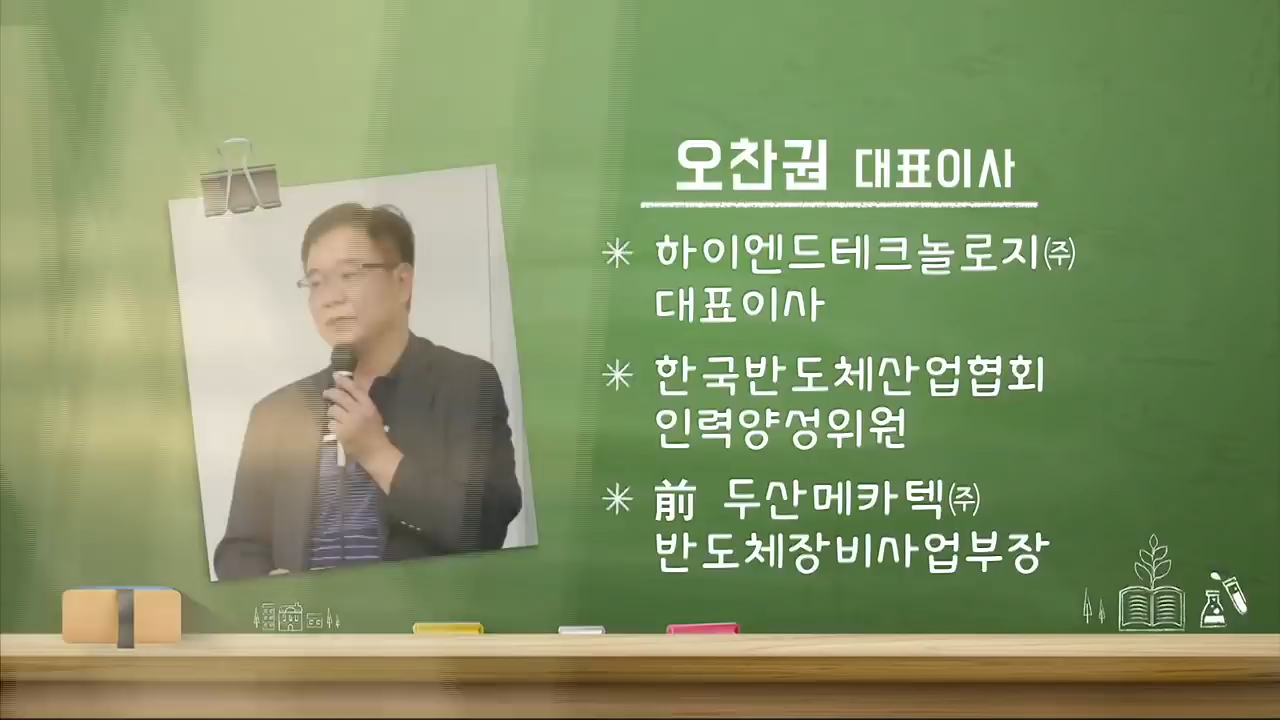 오찬권 대표이사
✳ 하이엔드테크놀로지㈜
대표이사
✳ 한국반도체산업협회
인력양성위원
✳ 前 두산메카텍㈜
반도체장비사업부장